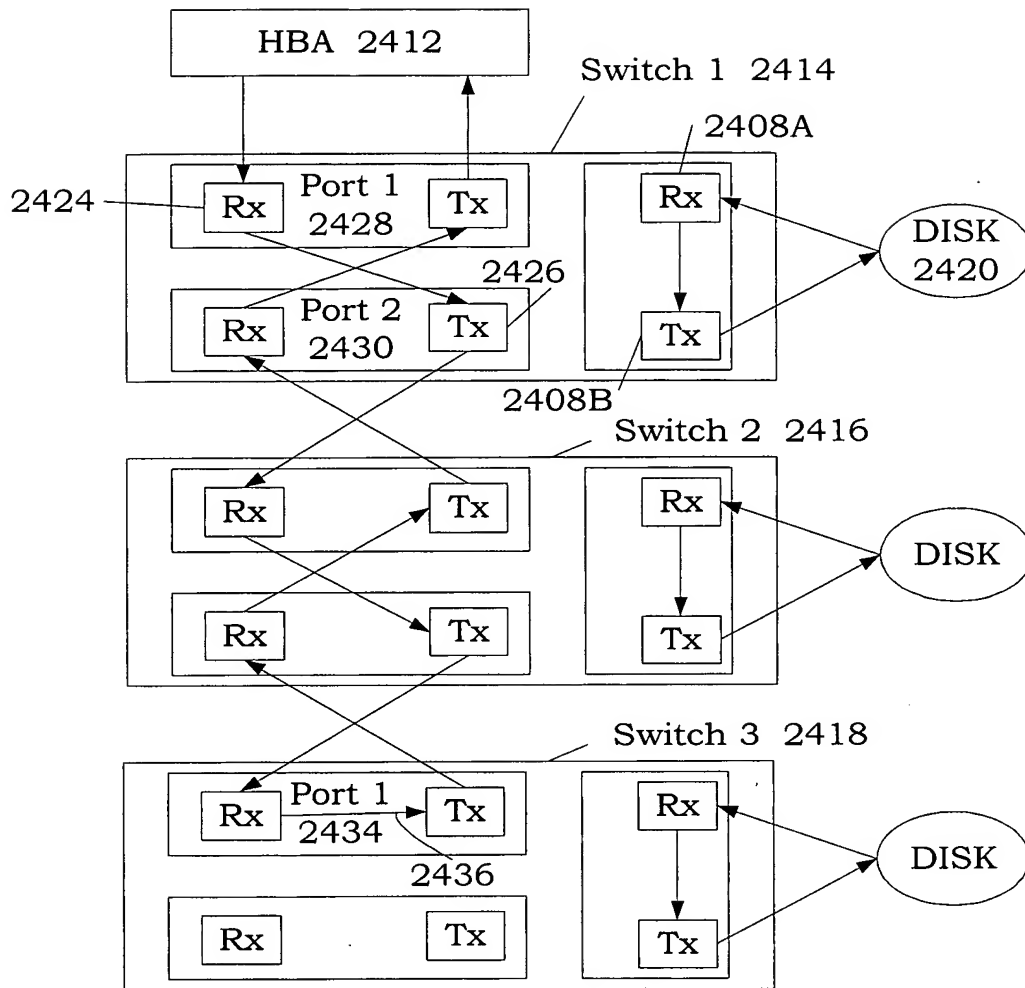 HBA 2412
Switch 1 2414
2408A
2424
Rx
Port 1
2428
Tx
Rx
DISK
2420
2426
Rx
Port 2
2430
Tx
Tx
2408B
Switch 2 2416
Rx
Tx
Rx
DISK
Rx
Tx
Tx
Switch 3 2418
Rx
Port 1
2434
Tx
Rx
DISK
2436
Rx
Tx
Tx